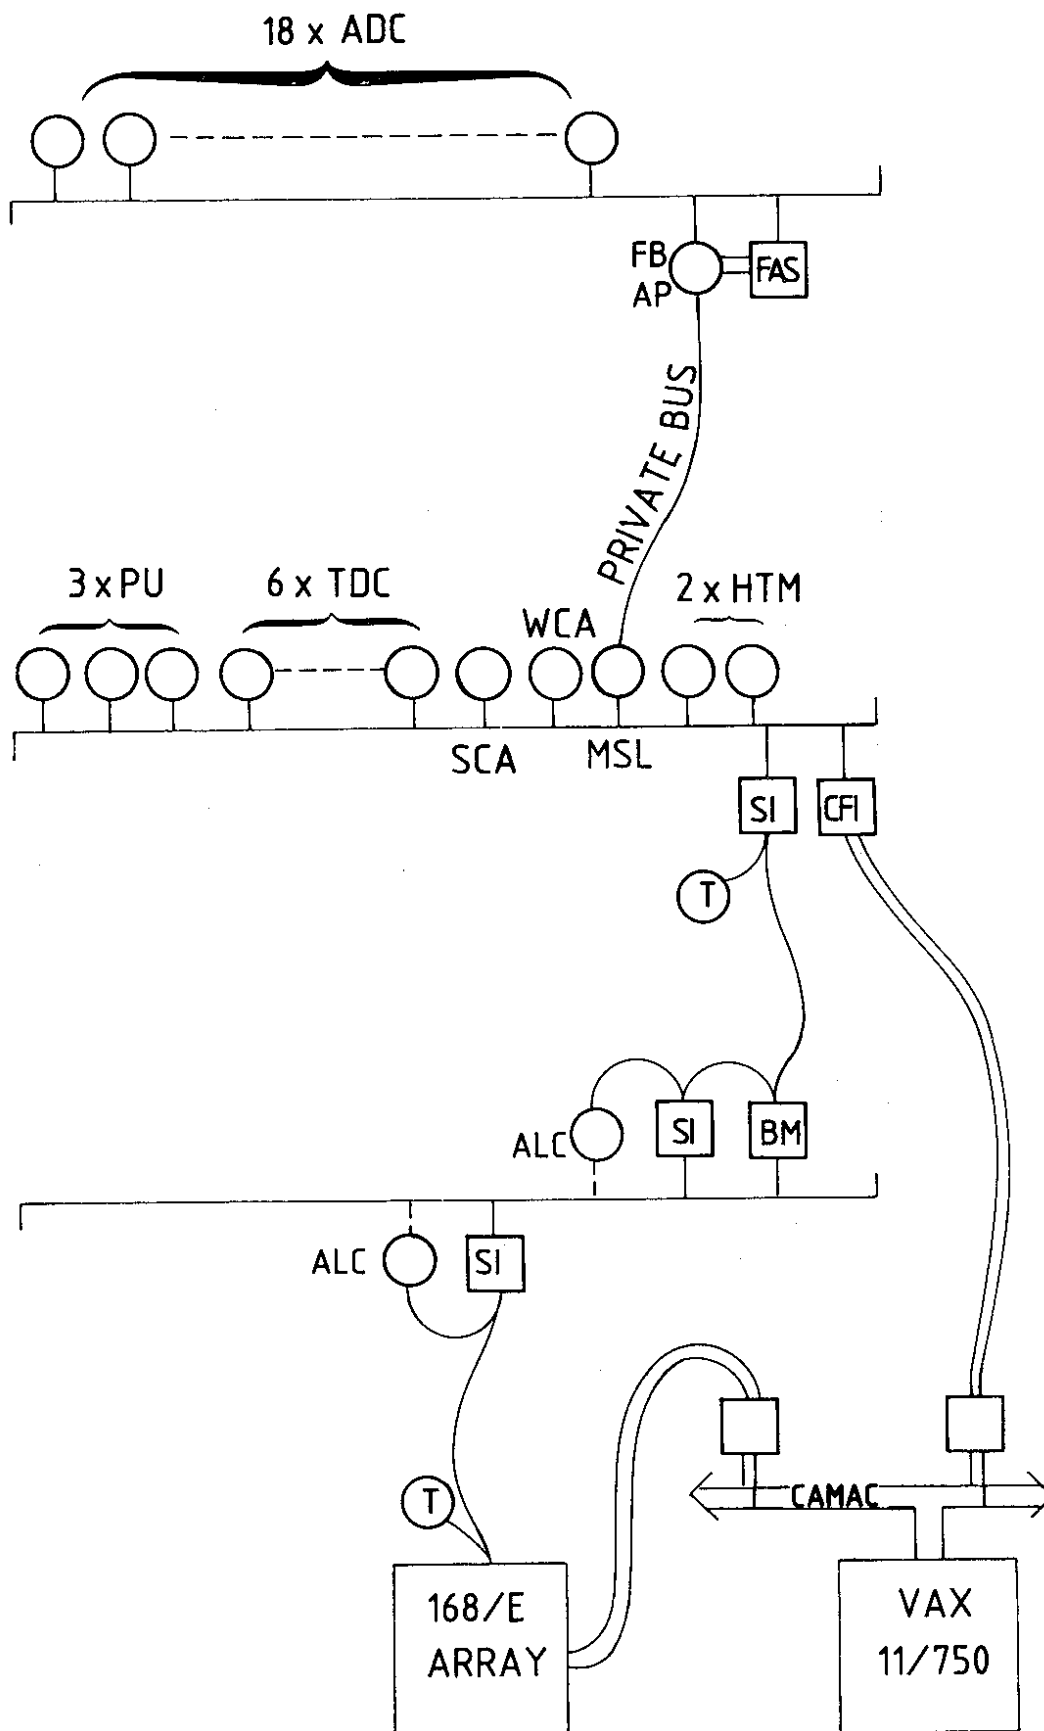 18 x ADC
FB
AP
FAS
PRIVATE BUS
3 x PU
6 x TDC
2 x HTM
WCA
SCA
MSL
SI
CFI
T
ALC
SI
BM
ALC
SI
T
CAMAC
168/E
ARRAY
VAX
11/750